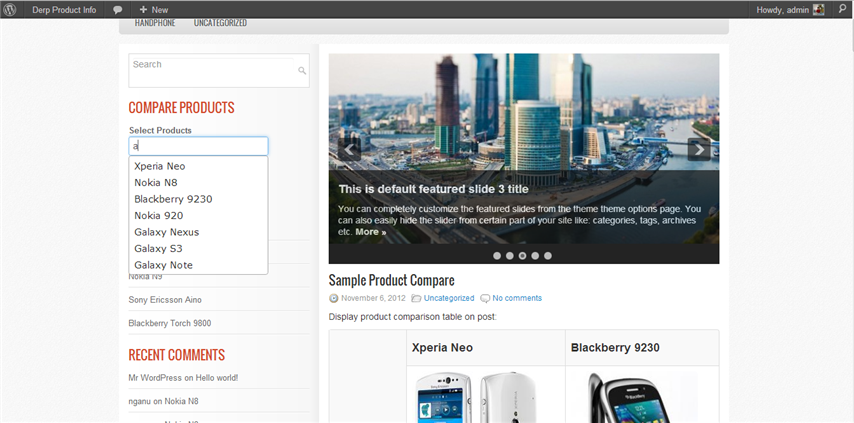 Derp Product Info
New
Howdy, admin
HANDPHONE
UNCATEGORIZED
Search
COMPARE PRODUCTS
Select Products
a
Xperia Neo
Nokia N8
Blackberry 9230
Nokia 920
Galaxy Nexus
Galaxy S3
Galaxy Note
Nokia N9
Sony Ericsson Aino
Blackberry Torch 9800
RECENT COMMENTS
Mr WordPress on Hello world!
nganu on Nokia N8
This is default featured slide 3 title
You can completely customize the featured slides from the theme theme options page. You
can also easily hide the slider from certain part of your site like: categories, tags, archives
etc. More »
Sample Product Compare
November 6, 2012 Uncategorized No comments
Display product comparison table on post:
Xperia Neo
Blackberry 9230